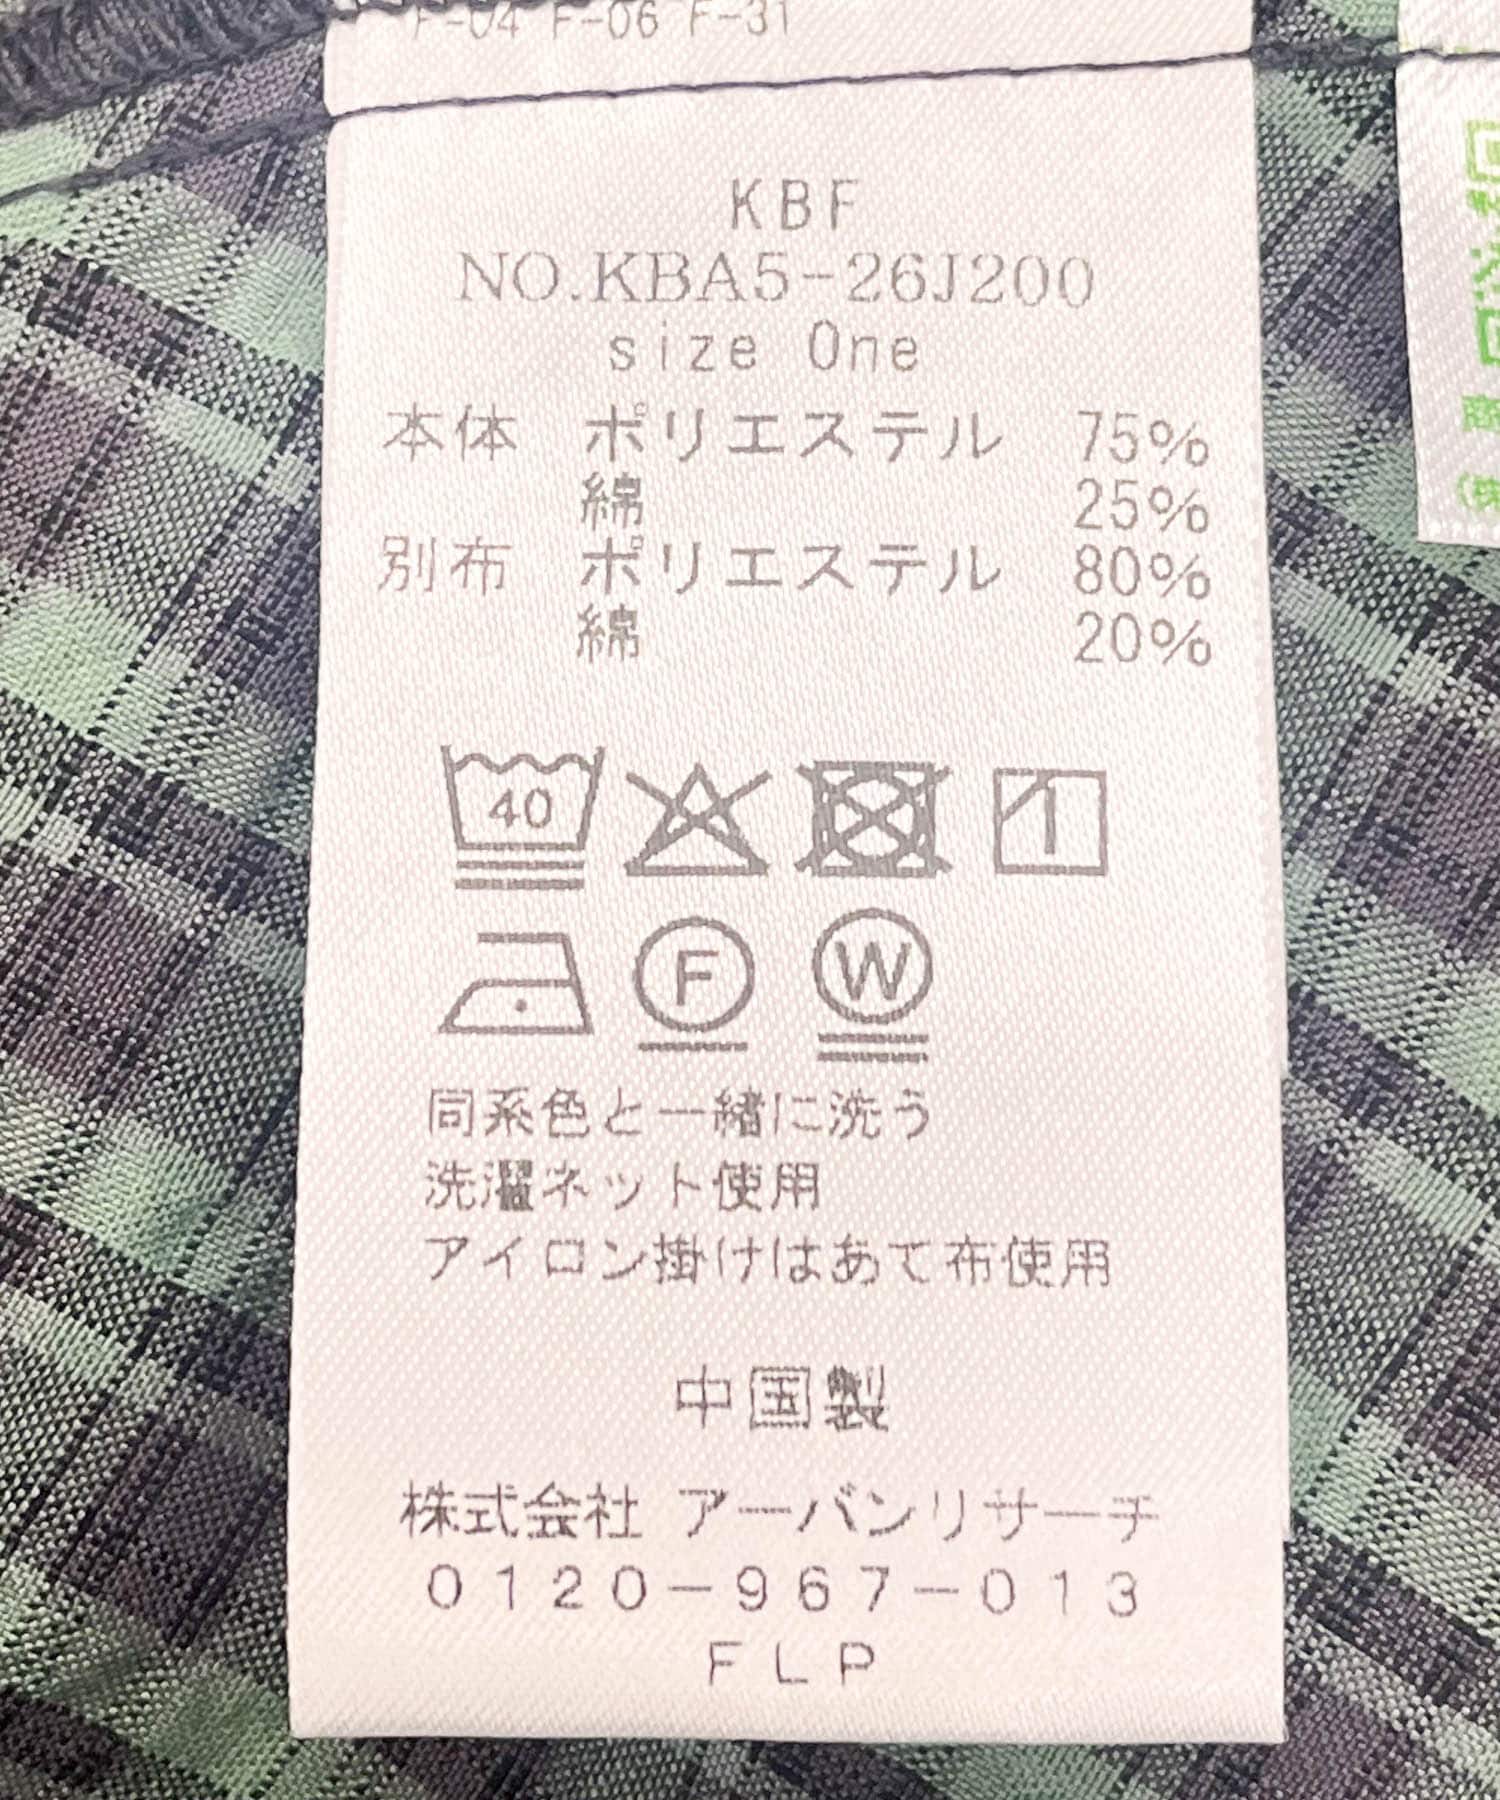 F-04 F-06 F-31
KBF
NO.KBA5-26J200
size One
本体 ポリエステル 75%
綿 25%
別布 ポリエステル 80%
綿 20%
40
F W
同系色と一緒に洗う
洗濯ネット使用
アイロン掛けはあて布使用
中国製
株式会社 アーバンリサーチ
0120-967-013
FLP